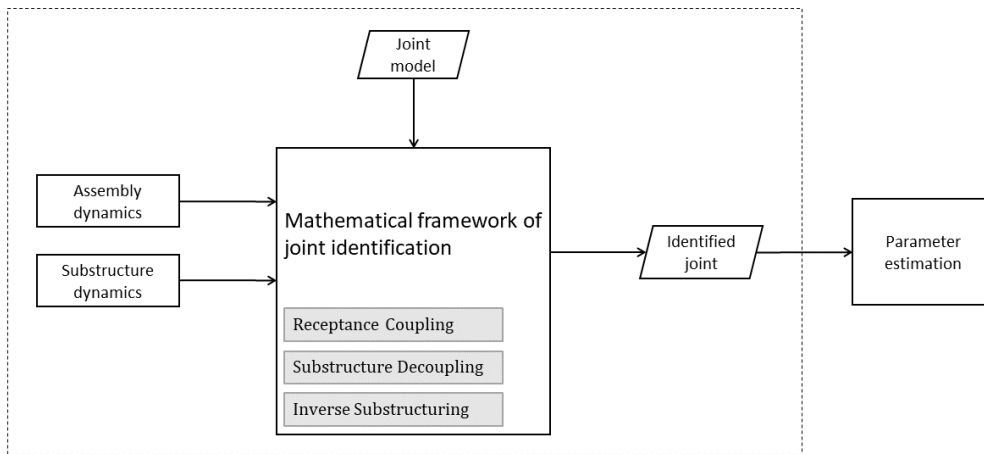 Joint
model
Assembly
dynamics
Substructure
dynamics
Mathematical framework of
joint identification
Receptance Coupling
Substructure Decoupling
Inverse Substructuring
Identified
joint
Parameter
estimation